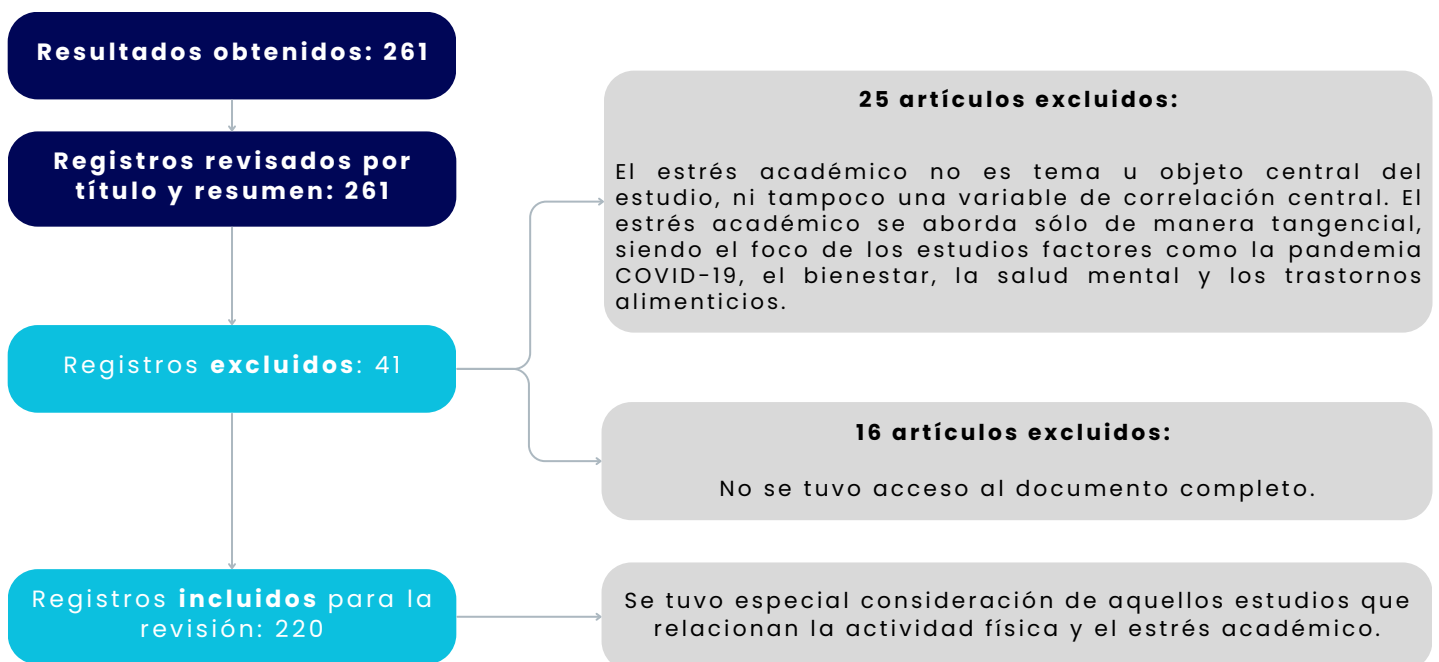 Resultados obtenidos: 261
Registros revisados por
título y resumen: 261
25 artículos excluidos:
El estrés académico no es tema u objeto central del
estudio, ni tampoco una variable de correlación central. El
estrés académico se aborda sólo de manera tangencial,
siendo el foco de los estudios factores como la pandemia
COVID-19, el bienestar, la salud mental y los trastornos
alimenticios.
Registros excluidos: 41
16 artículos excluidos:
No se tuvo acceso al documento completo.
Registros incluidos para la
revisión: 220
Se tuvo especial consideración de aquellos estudios que
relacionan la actividad física y el estrés académico.